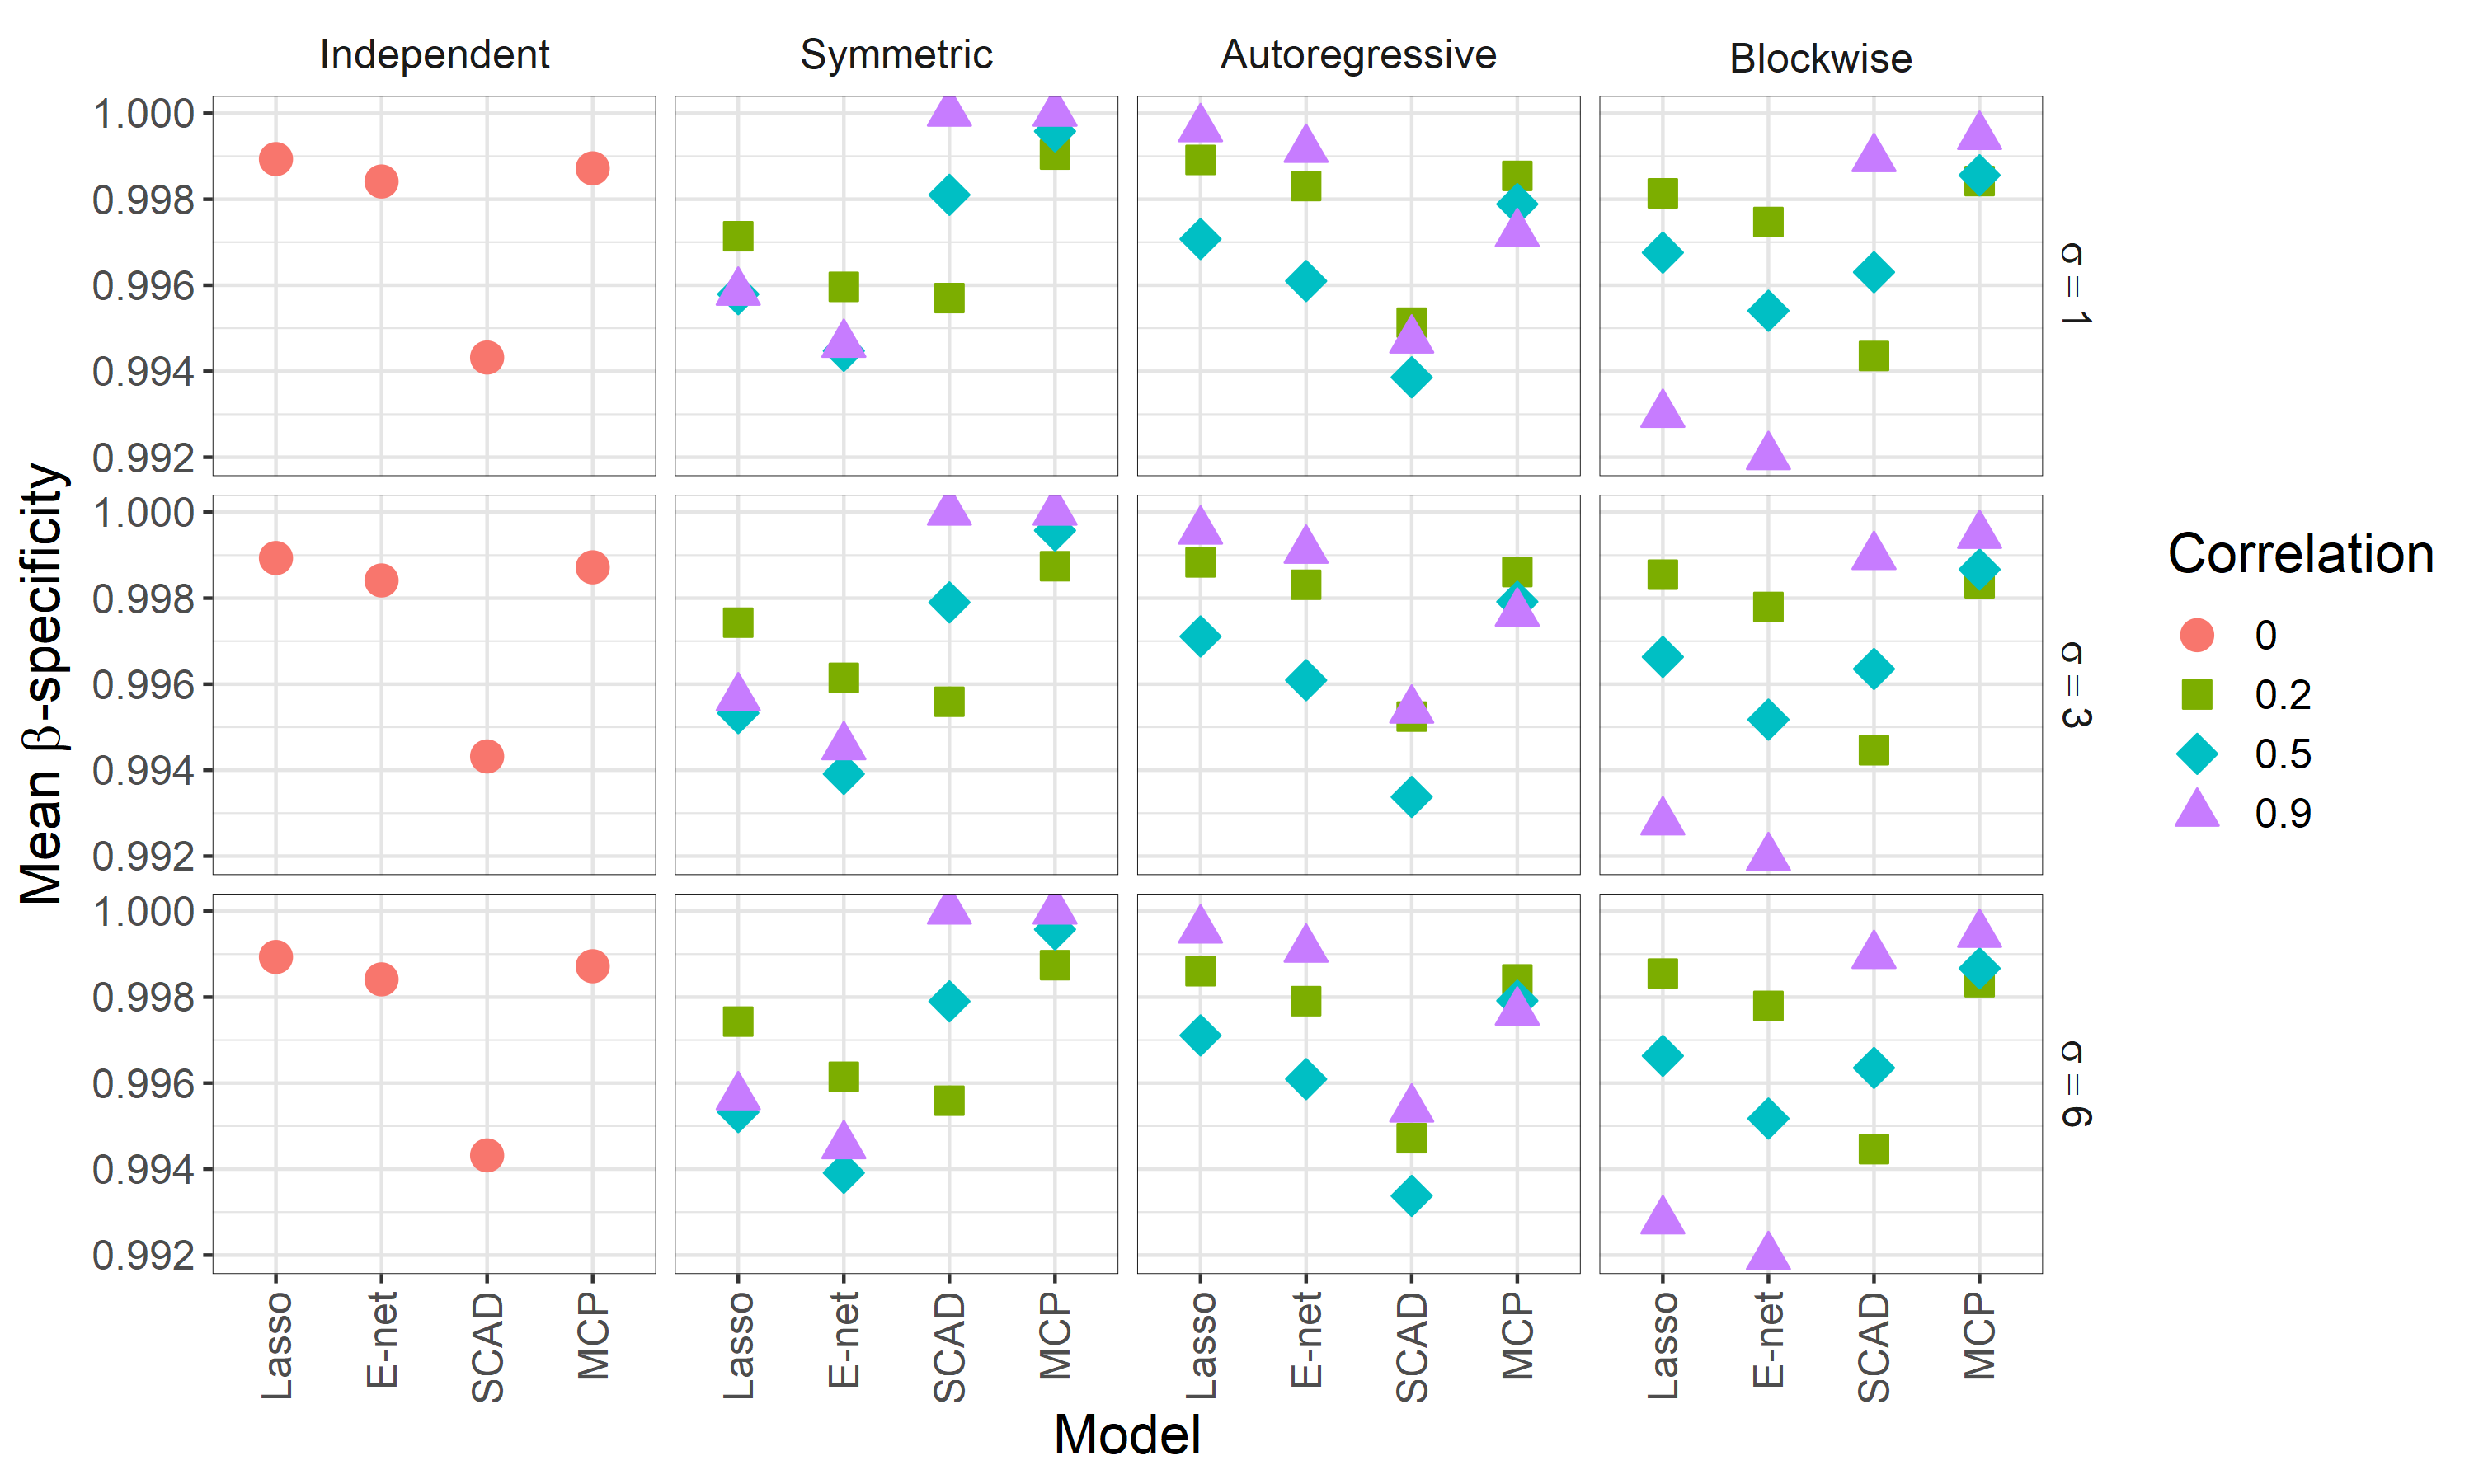 Independent
Symmetric
Autoregressive
Blockwise
1.000
0.998
0.996
0.994
0.992
σ = 1
1.000
0.998
0.996
0.994
0.992
σ = 3
1.000
0.998
0.996
0.994
0.992
σ = 6
Mean β-specificity
Lasso
E-net
SCAD
MCP
Lasso
E-net
SCAD
MCP
Lasso
E-net
SCAD
MCP
Lasso
E-net
SCAD
MCP
Model
Correlation
0
0.2
0.5
0.9